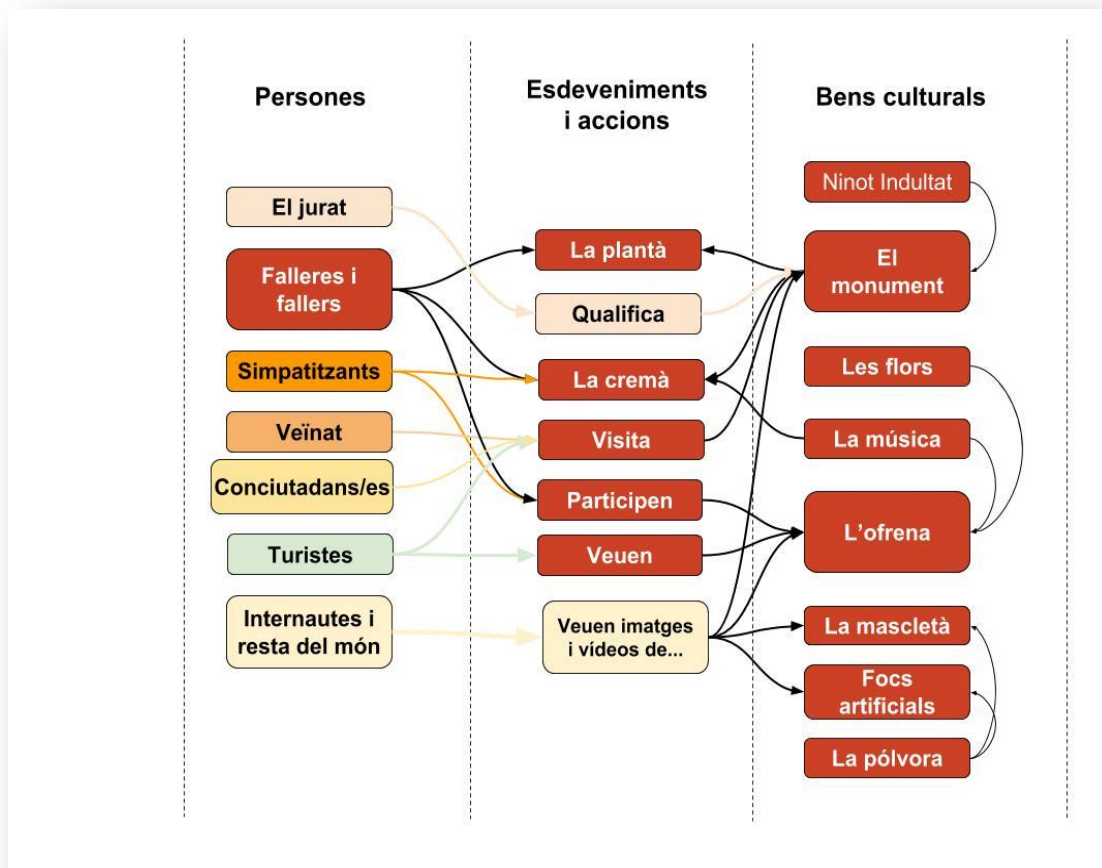 Persones
El jurat
Falleres i
fallers
Simpatitzants
Veïnat
Conciutadans/es
Turistes
Internautes i
resta del món
Esdeveniments
i accions
La plantà
Qualifica
La cremà
Visita
Participen
Veuen
Veuen imatges
i vídeos de...
Bens culturals
Ninot Indultat
El
monument
Les flors
La música
L’ofrena
La mascletà
Focs
artificials
La pólvora